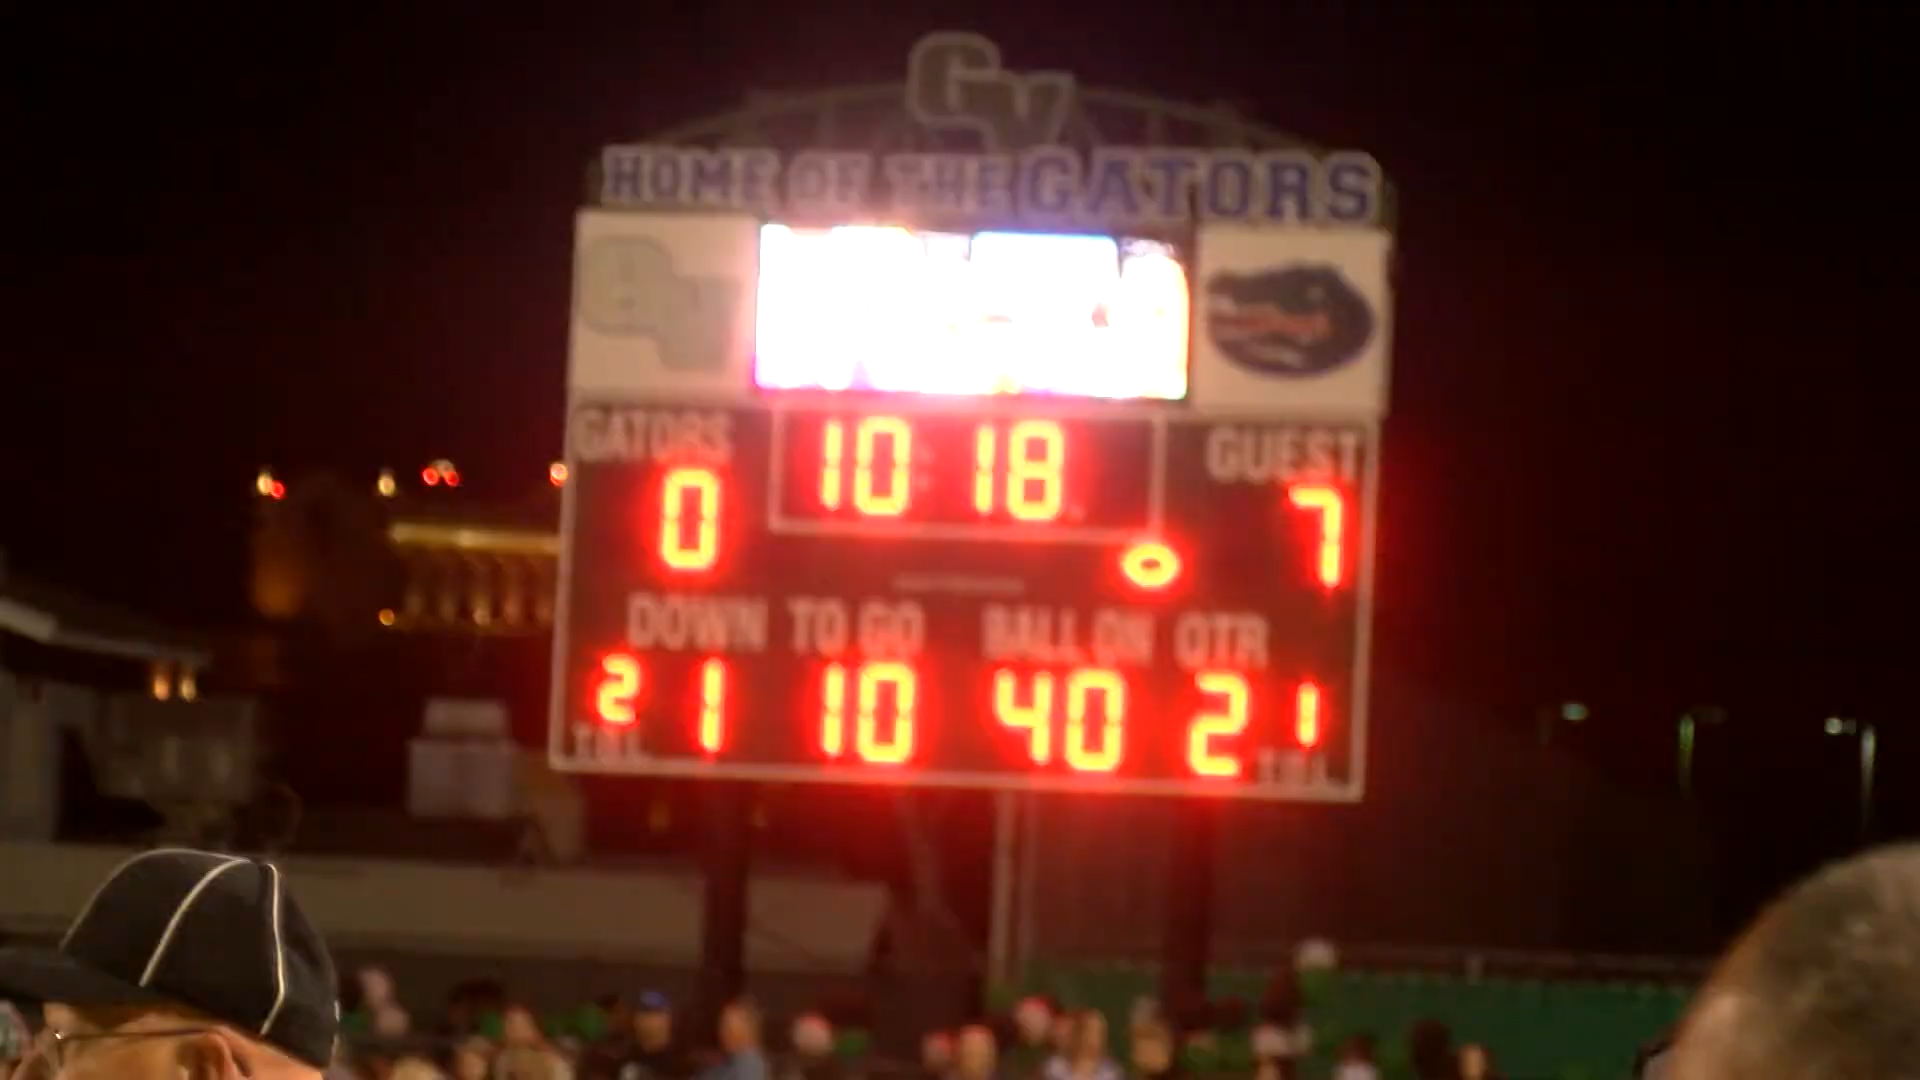 GV
HOME OF THE GATORS
GV
GATORS 10:18 GUEST
0 7
DOWN TO GO BALL ON QTR
2 1 10 40 2 1
T.O.L. T.O.L.